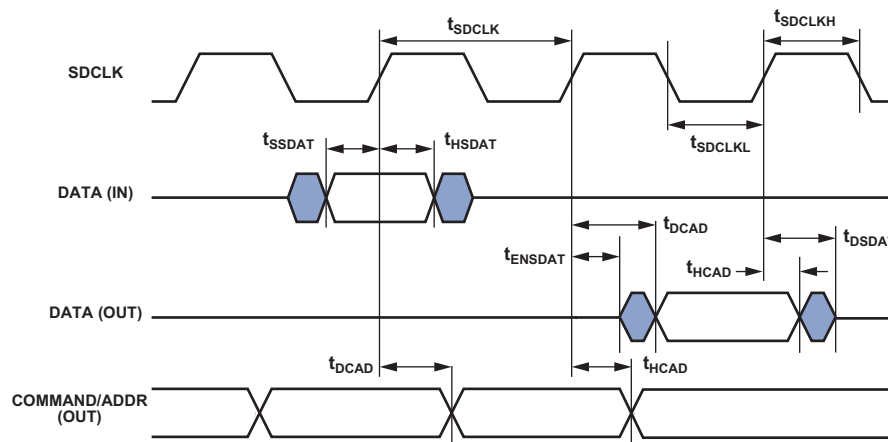 tSDCLK
tSDCLKH
SDCLK
tSSDAT
tHSDAT
tSDCLKL
DATA (IN)
tDCAD
tDSDAT
tENSDAT
tHCAD
DATA (OUT)
tDCAD
tHCAD
COMMAND/ADDR
(OUT)